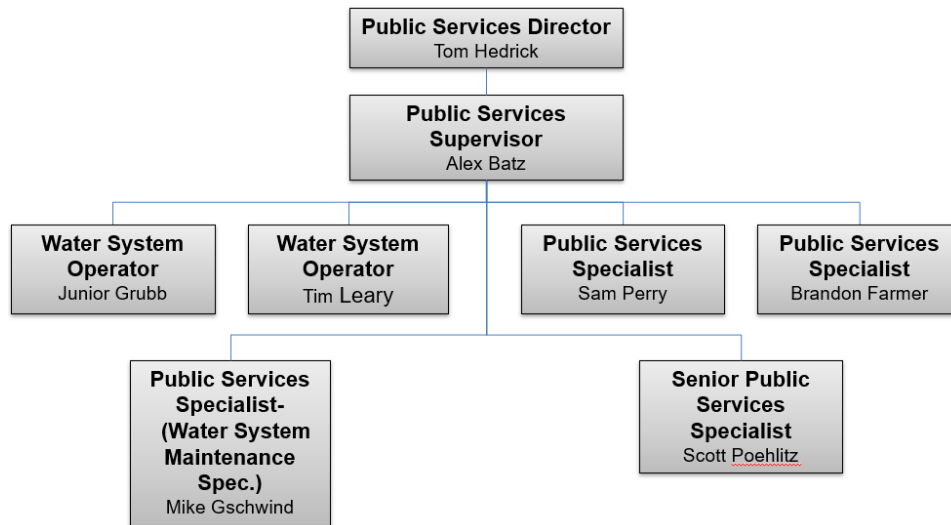 Public Services Director
Tom Hedrick
Public Services
Supervisor
Alex Batz
Water System
Operator
Junior Grubb
Water System
Operator
Tim Leary
Public Services
Specialist
Sam Perry
Public Services
Specialist
Brandon Farmer
Public Services
Specialist-
(Water System
Maintenance
Spec.)
Mike Gschwind
Senior Public
Services
Specialist
Scott Poehlitz